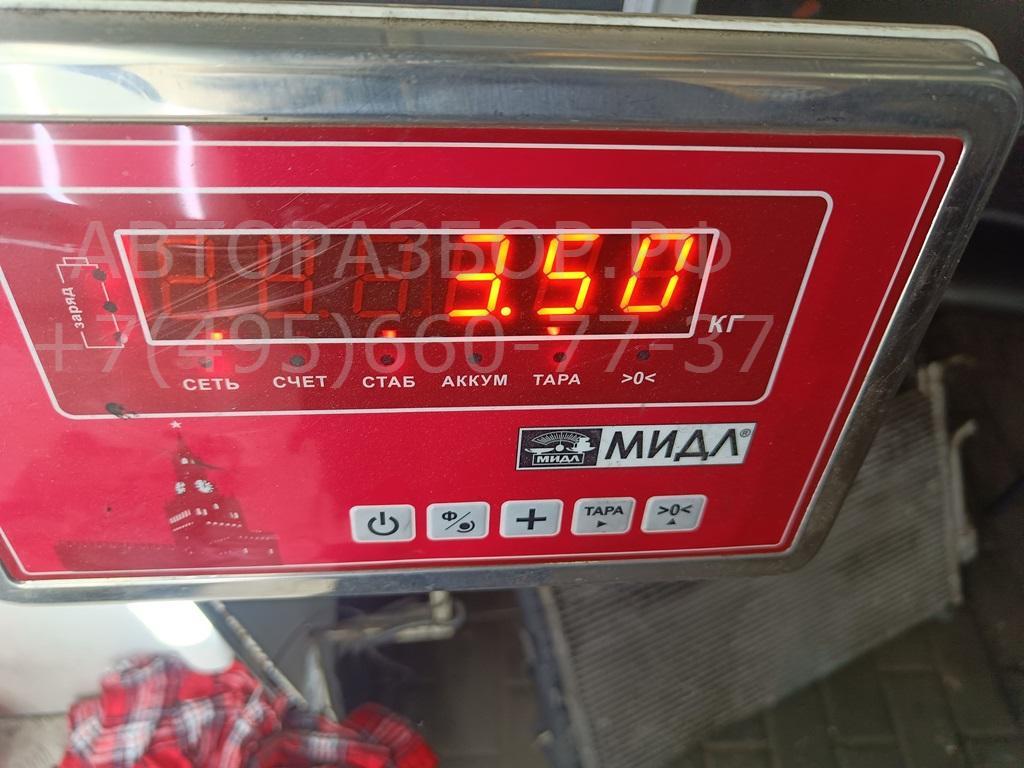 АВТОРАЗБОР.РФ
3.50
заряд
КГ
+7(495)660-77-37
СЕТЬ СЧЕТ СТАБ АККУМ ТАРА >0<
МИДЛ МИДЛ®
Ф + ТАРА >0<